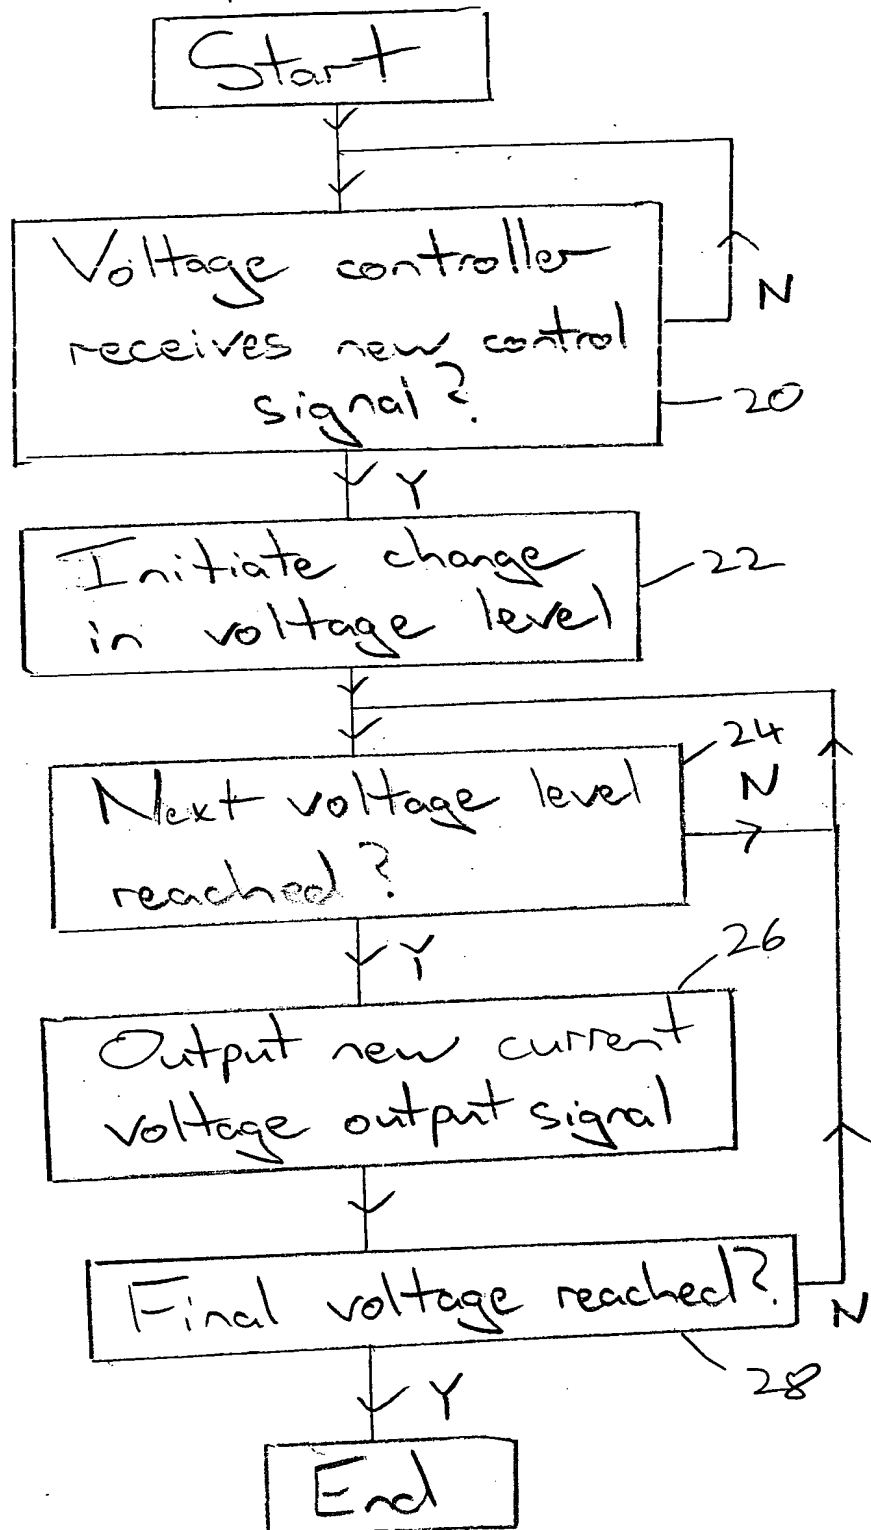 Start
Voltage controller
receives new control
signal?
N
20
Y
Initiate change
in voltage level
22
24
Next voltage level
reached?
N
Y
26
Output new current
voltage output signal
Final voltage reached?
N
28
Y
End